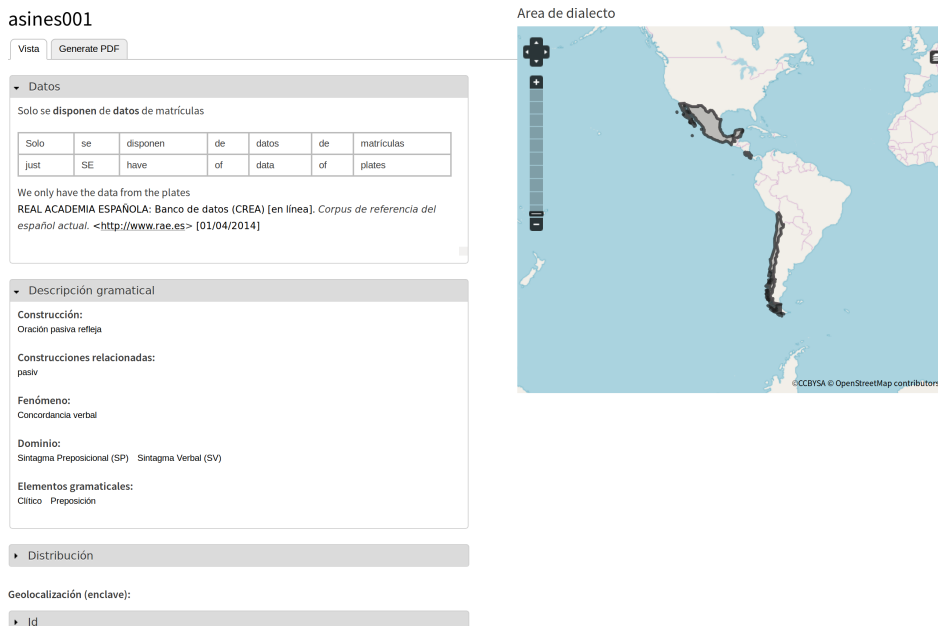 asines001
Vista
Generate PDF
Datos
Solo se disponen de datos de matrículas
Solo se disponen de datos de matrículas
just SE have of data of plates
We only have the data from the plates
REAL ACADEMIA ESPAÑOLA: Banco de datos (CREA) [en línea]. Corpus de referencia del
español actual. <http://www.rae.es> [01/04/2014]
Descripción gramatical
Construcción:
Oración pasiva refleja
Construcciones relacionadas:
pasiv
Fenómeno:
Concordancia verbal
Dominio:
Sintagma Preposicional (SP) Sintagma Verbal (SV)
Elementos gramaticales:
Clítico Preposición
Distribución
Geolocalización (enclave):
Id
Area de dialecto
+
−
©CCBYSA © OpenStreetMap contributors